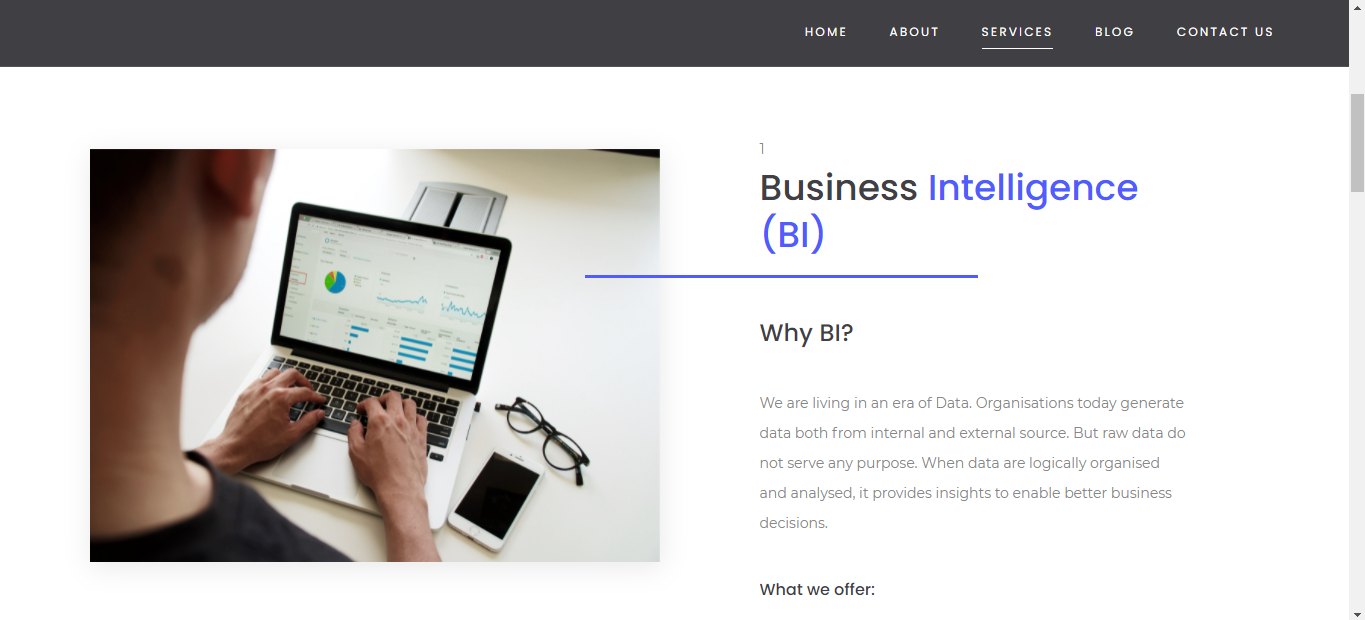 HOME ABOUT SERVICES BLOG CONTACT US
1
Business Intelligence
(BI)
Why BI?
We are living in an era of Data. Organisations today generate
data both from internal and external source. But raw data do
not serve any purpose. When data are logically organised
and analysed, it provides insights to enable better business
decisions.
What we offer: